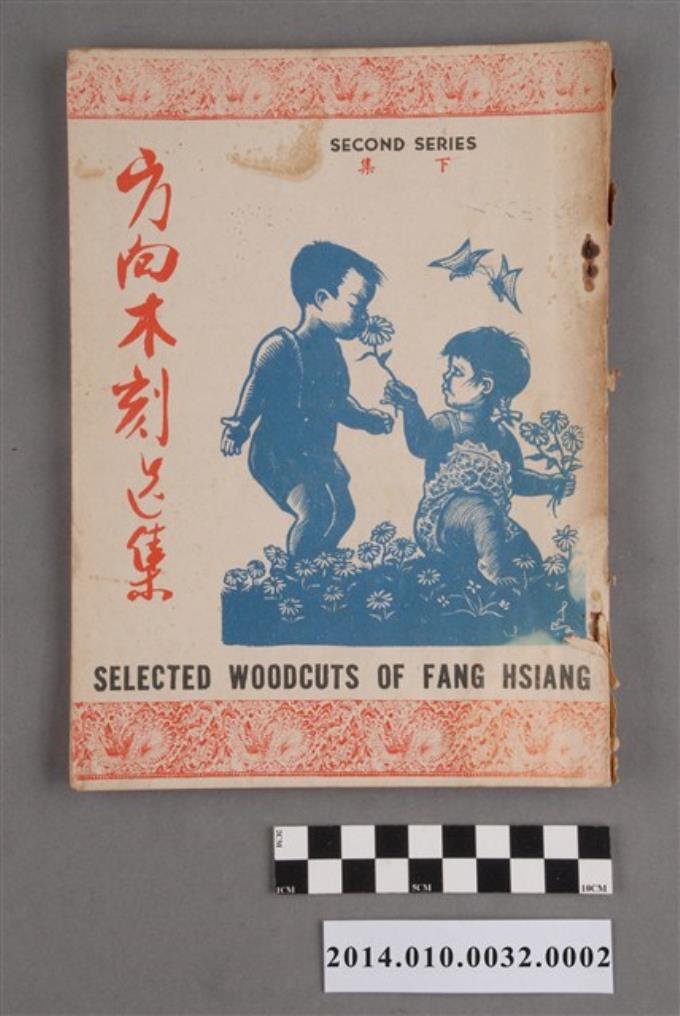 SECOND SERIES
集下
方向木刻选集
SELECTED WOODCUTS OF FANG HSIANG
2CM
1CM
5CM
10CM
2014.010.0032.0002